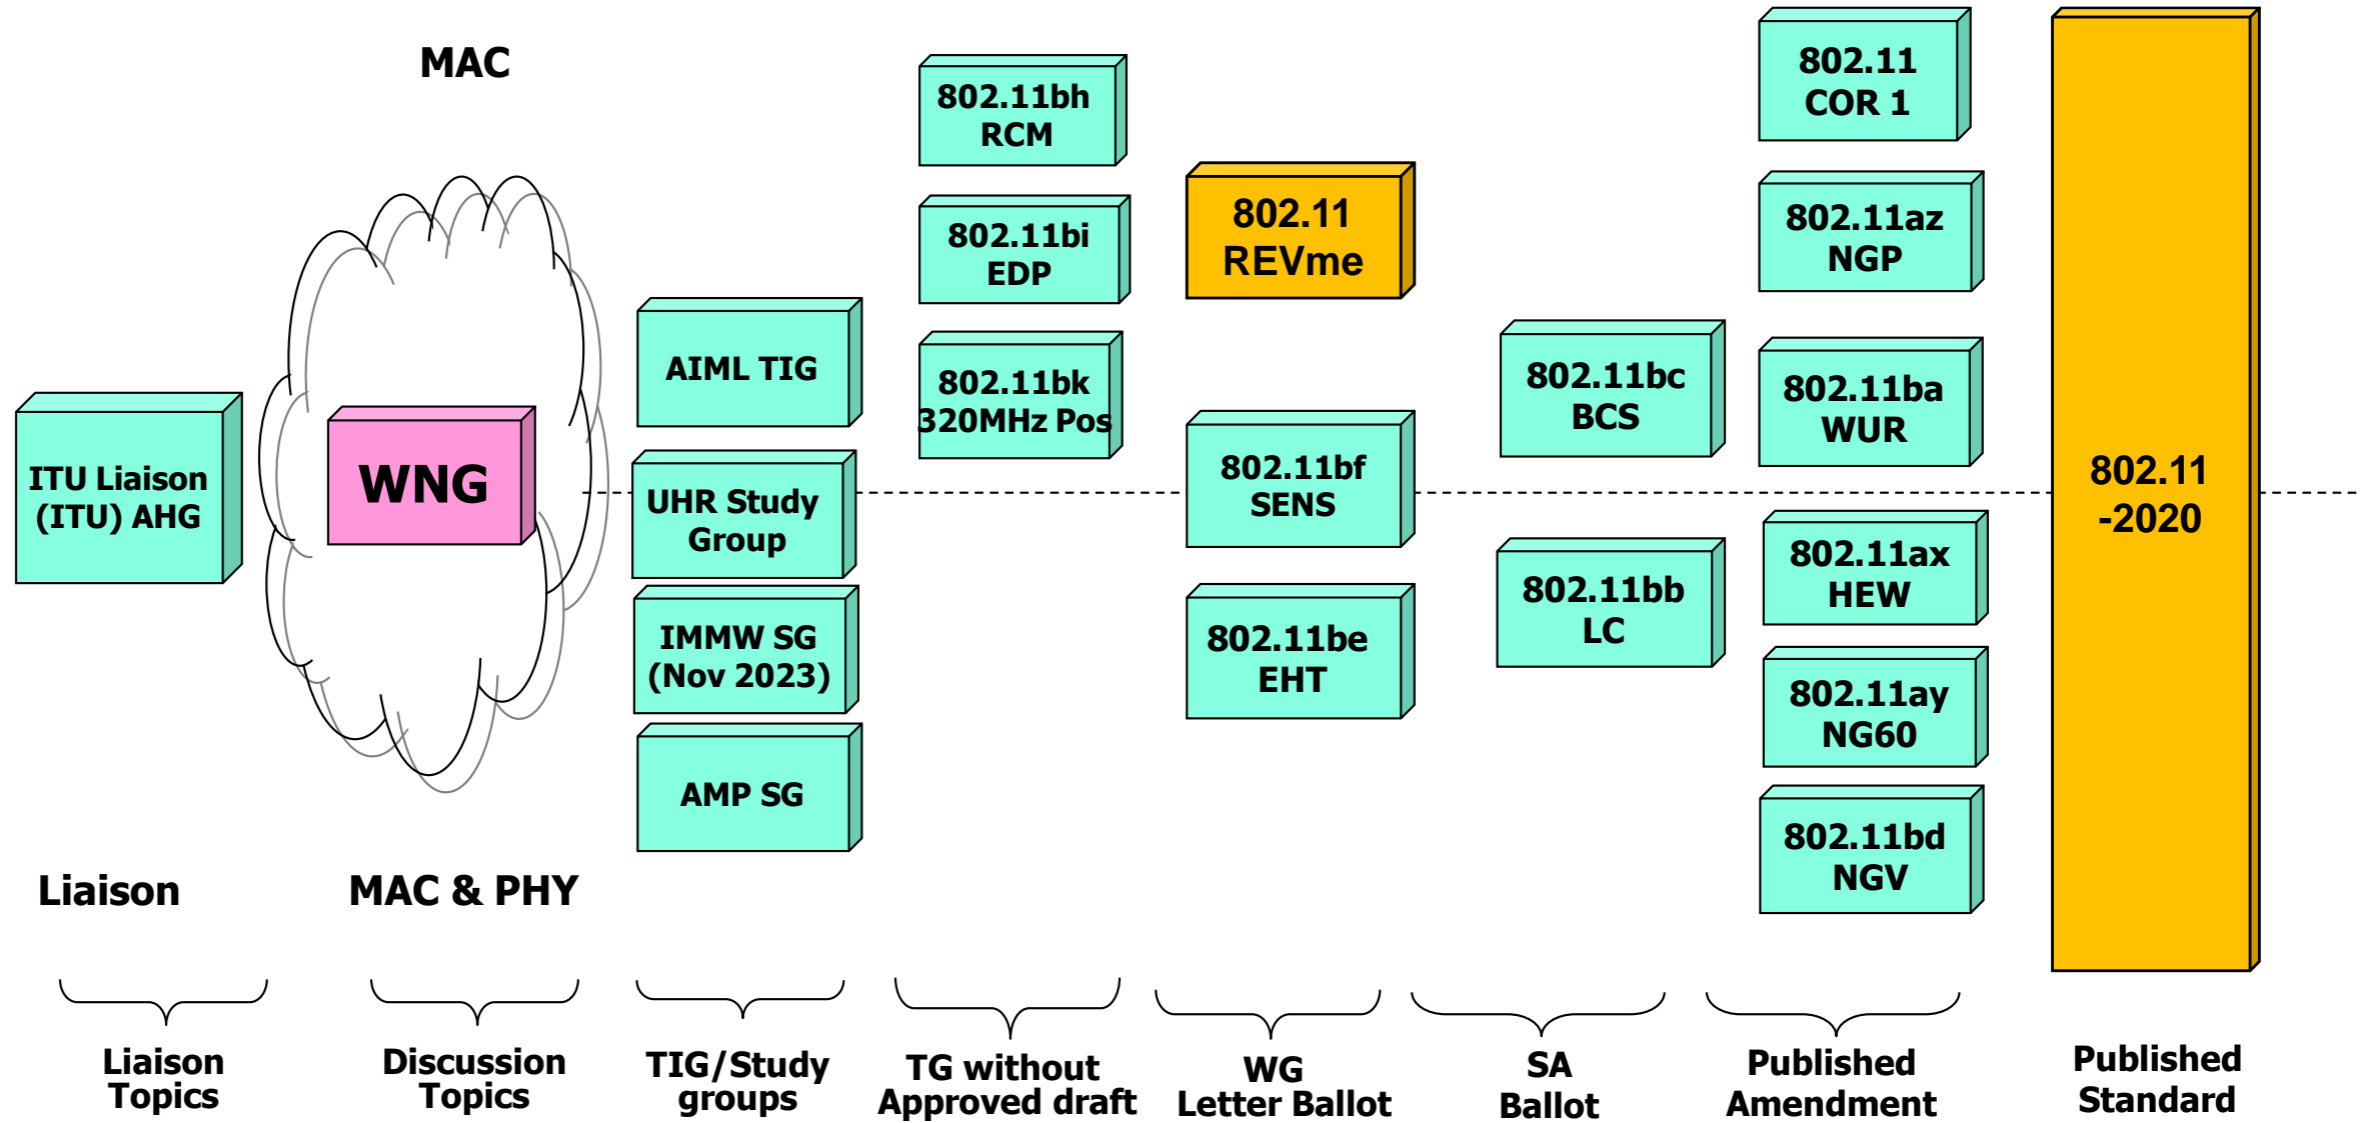 MAC
ITU Liaison
(ITU) AHG
WNG
AIML TIG
UHR Study
Group
IMMW SG
(Nov 2023)
AMP SG
802.11bh
RCM
802.11bi
EDP
802.11bk
320MHz Pos
802.11
REVme
802.11bf
SENS
802.11be
EHT
802.11bc
BCS
802.11bb
LC
802.11
COR 1
802.11az
NGP
802.11ba
WUR
802.11ax
HEW
802.11ay
NG60
802.11bd
NGV
802.11
-2020
Liaison
MAC & PHY
Liaison
Topics
Discussion
Topics
TIG/Study
groups
TG without
Approved draft
WG
Letter Ballot
SA
Ballot
Published
Amendment
Published
Standard